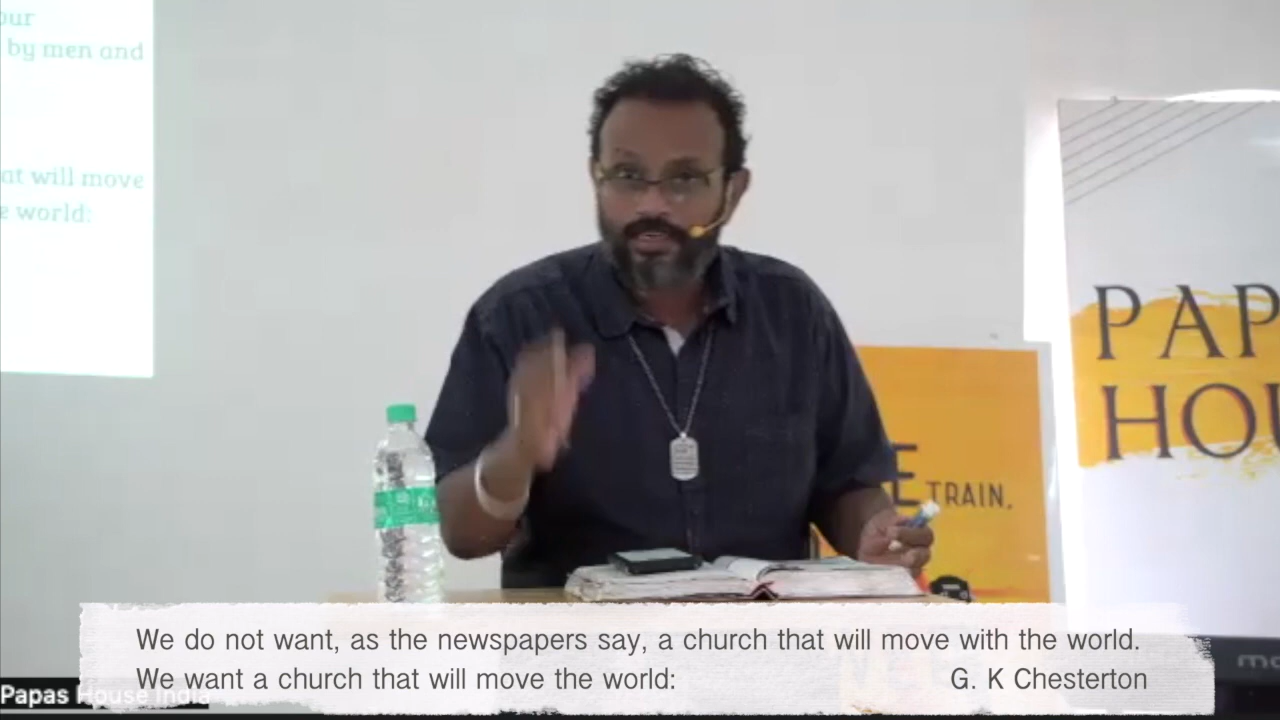 our
by men and
at will move
e world:
PAP
HOU
E TRAIN.
We do not want, as the newspapers say, a church that will move with the world.
We want a church that will move the world: G. K Chesterton
Papas House India